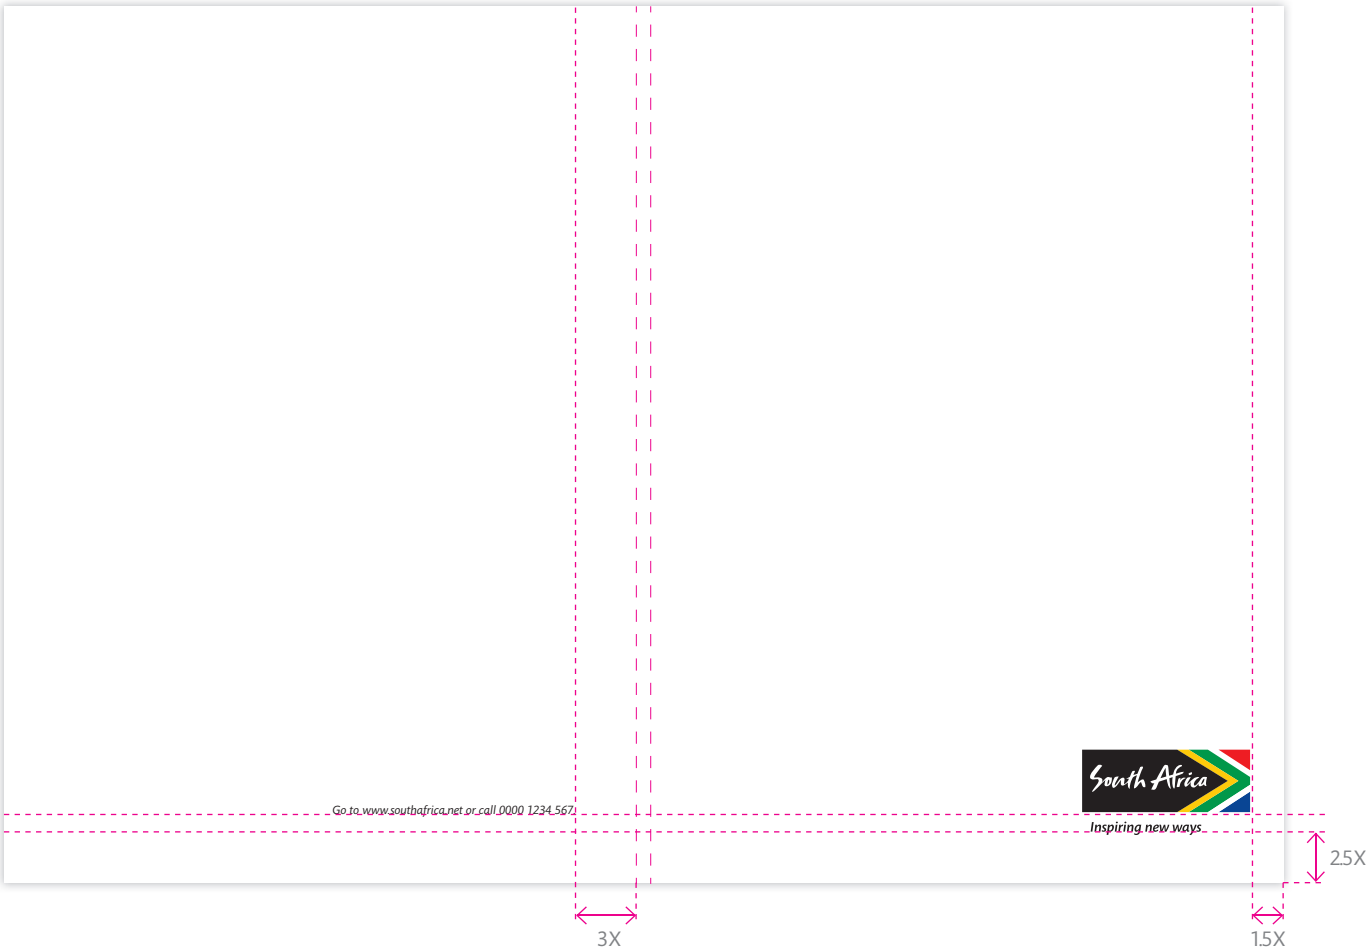 South Africa
Go to www.southafrica.net or call 0000 1234 567
Inspiring new ways
2.5X
3X
1.5X